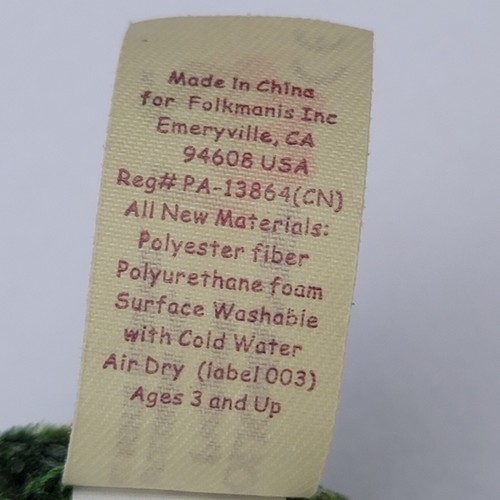 Made in China
for Folkmanis Inc
Emeryville, CA
94608 USA
Reg# PA-13864(CN)
All New Materials:
Polyester fiber
Polyurethane foam
Surface Washable
with Cold Water
Air Dry (label 003)
Ages 3 and Up